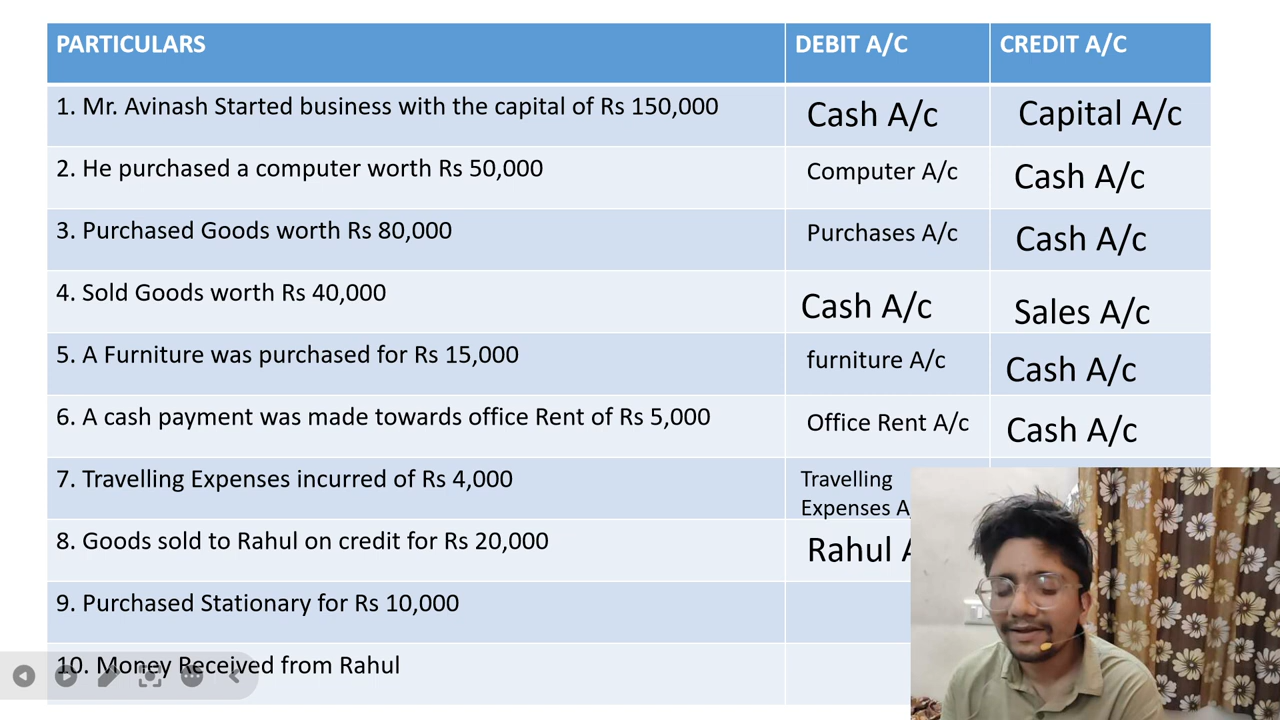 PARTICULARS DEBIT A/C CREDIT A/C
1. Mr. Avinash Started business with the capital of Rs 150,000 Cash A/c Capital A/c
2. He purchased a computer worth Rs 50,000 Computer A/c Cash A/c
3. Purchased Goods worth Rs 80,000 Purchases A/c Cash A/c
4. Sold Goods worth Rs 40,000 Cash A/c Sales A/c
5. A Furniture was purchased for Rs 15,000 furniture A/c Cash A/c
6. A cash payment was made towards office Rent of Rs 5,000 Office Rent A/c Cash A/c
7. Travelling Expenses incurred of Rs 4,000 Travelling
Expenses A
8. Goods sold to Rahul on credit for Rs 20,000 Rahul A
9. Purchased Stationary for Rs 10,000
10. Money Received from Rahul